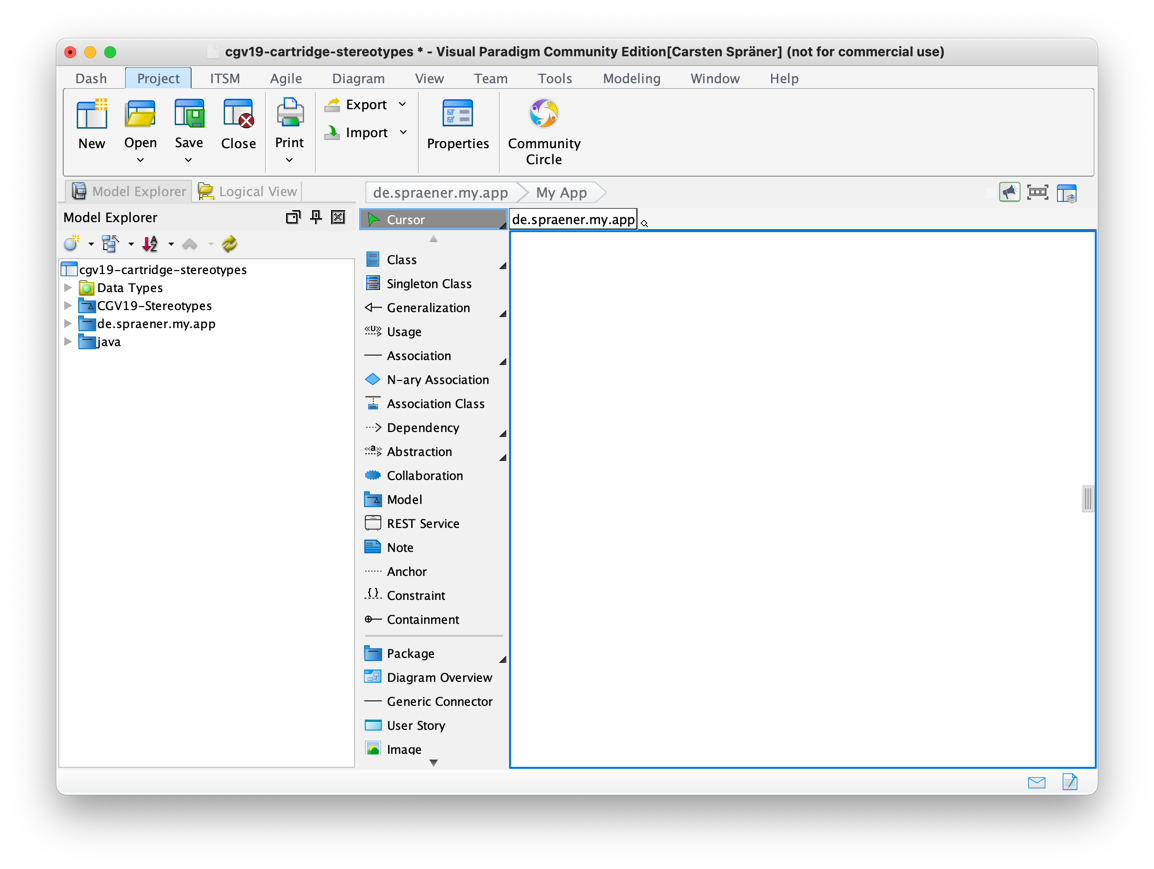 cgv19-cartridge-stereotypes * - Visual Paradigm Community Edition[Carsten Spräner] (not for commercial use)
Dash Project ITSM Agile Diagram View Team Tools Modeling Window Help
New Open Save Close Print Export Import Properties Community Circle
Model Explorer Logical View de.spraener.my.app My App
Model Explorer
Cursor
de.spraener.my.app
cgv19-cartridge-stereotypes
Data Types
CGV19-Stereotypes
de.spraener.my.app
java
Class
Singleton Class
Generalization
«U» Usage
Association
N-ary Association
Association Class
Dependency
«a» Abstraction
Collaboration
Model
REST Service
Note
Anchor
{} Constraint
Containment
Package
Diagram Overview
Generic Connector
User Story
Image